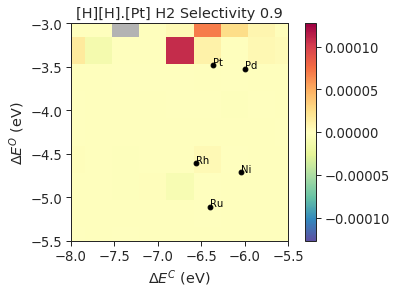 [H][H].[Pt] H2 Selectivity 0.9
−3.0
−3.5
−4.0
−4.5
−5.0
−5.5
ΔE^O (eV)
Pt
Pd
Rh
Ni
Ru
−8.0 −7.5 −7.0 −6.5 −6.0 −5.5
ΔE^C (eV)
0.00010
0.00005
0.00000
−0.00005
−0.00010